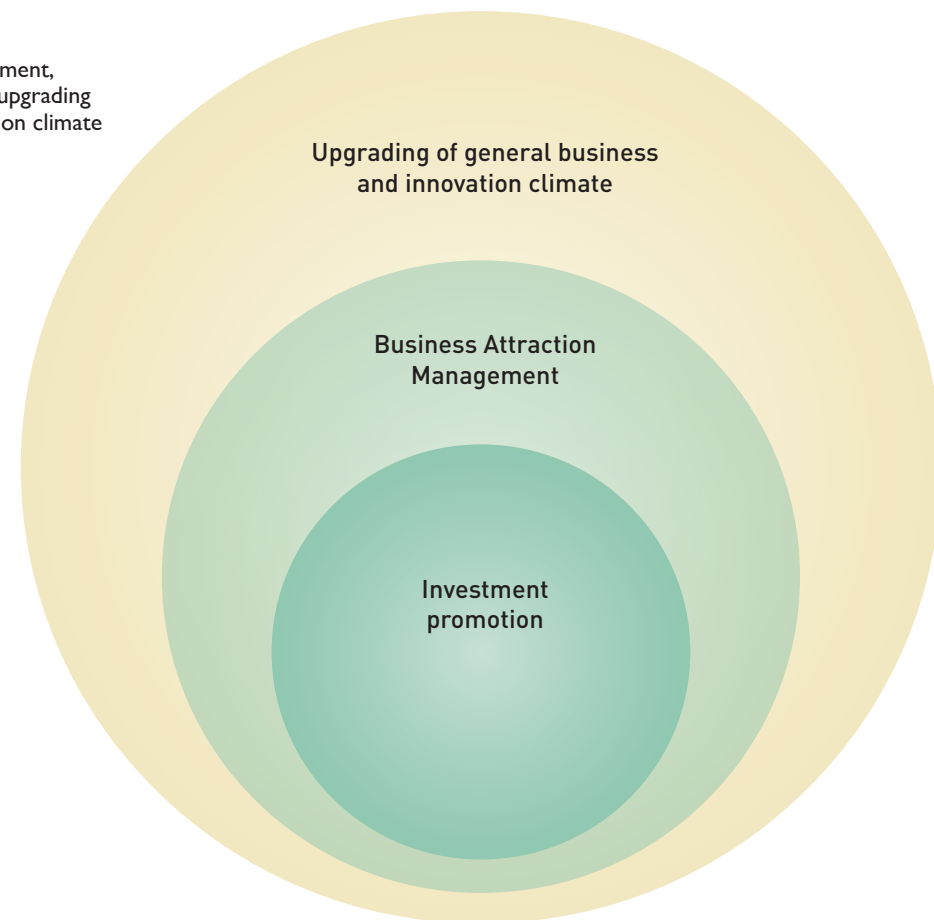 ment,
upgrading
on climate
Upgrading of general business
and innovation climate
Business Attraction
Management
Investment
promotion